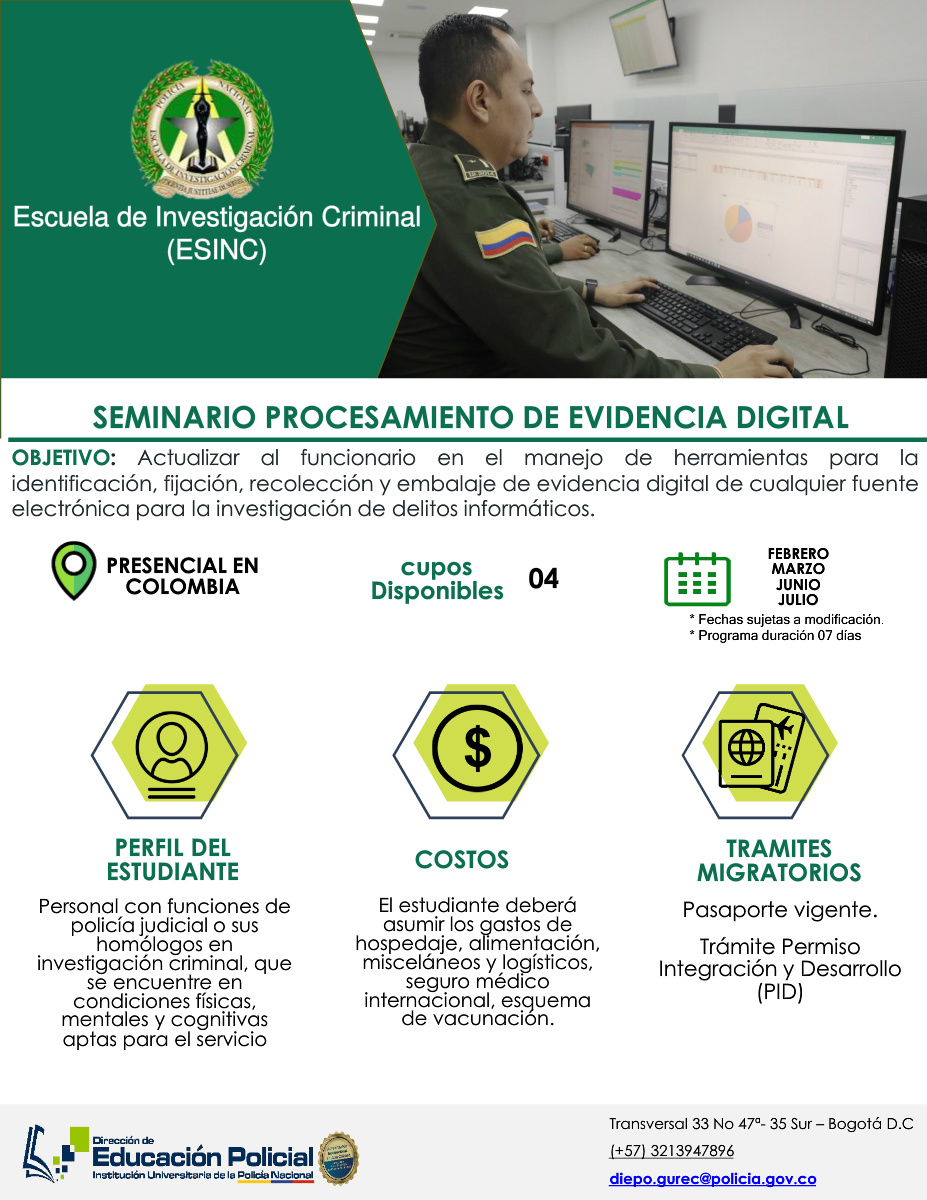 POLICÍA NACIONAL
ESCUELA DE INVESTIGACIÓN CRIMINAL
Escuela de Investigación Criminal
(ESINC)
SEMINARIO PROCESAMIENTO DE EVIDENCIA DIGITAL
OBJETIVO: Actualizar al funcionario en el manejo de herramientas para la
identificación, fijación, recolección y embalaje de evidencia digital de cualquier fuente
electrónica para la investigación de delitos informáticos.
PRESENCIAL EN
COLOMBIA
cupos
Disponibles
04
FEBRERO
MARZO
JUNIO
JULIO
* Fechas sujetas a modificación.
* Programa duración 07 días
PERFIL DEL
ESTUDIANTE
Personal con funciones de
policía judicial o sus
homólogos en
investigación criminal, que
se encuentre en
condiciones físicas,
mentales y cognitivas
aptas para el servicio
$
COSTOS
El estudiante deberá
asumir los gastos de
hospedaje, alimentación,
misceláneos y logísticos,
seguro médico
internacional, esquema
de vacunación.
TRAMITES
MIGRATORIOS
Pasaporte vigente.
Trámite Permiso
Integración y Desarrollo
(PID)
Dirección de
Educación Policial
Institución Universitaria de la Policía Nacional
Transversal 33 No 47ª- 35 Sur – Bogotá D.C
(+57) 3213947896
diepo.gurec@policia.gov.co